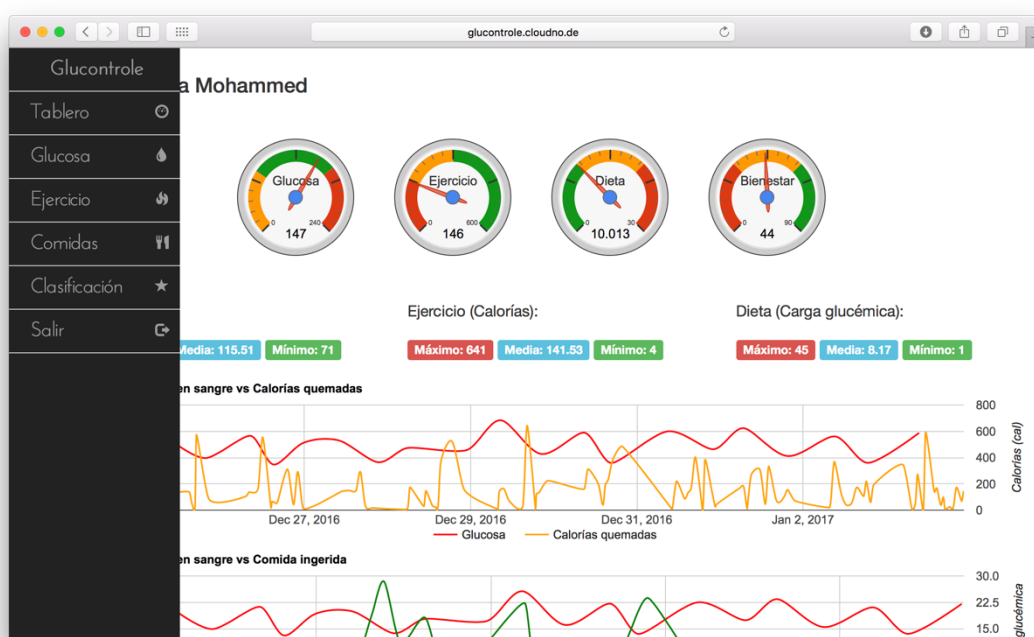 glucontrole.cloudno.de
Glucontrole
Tablero
Glucosa
Ejercicio
Comidas
Clasificación
Salir
a Mohammed
Glucosa
0 240
147
Ejercicio
0 600
146
Dieta
0 30
10.013
Bienestar
0 90
44
Media: 115.51 Mínimo: 71
Ejercicio (Calorías):
Máximo: 641 Media: 141.53 Mínimo: 4
Dieta (Carga glucémica):
Máximo: 45 Media: 8.17 Mínimo: 1
en sangre vs Calorías quemadas
800
600
400
200
0
Calorías (cal)
Dec 27, 2016 Dec 29, 2016 Dec 31, 2016 Jan 2, 2017
Glucosa Calorías quemadas
en sangre vs Comida ingerida
30.0
22.5
15.0
glucémica